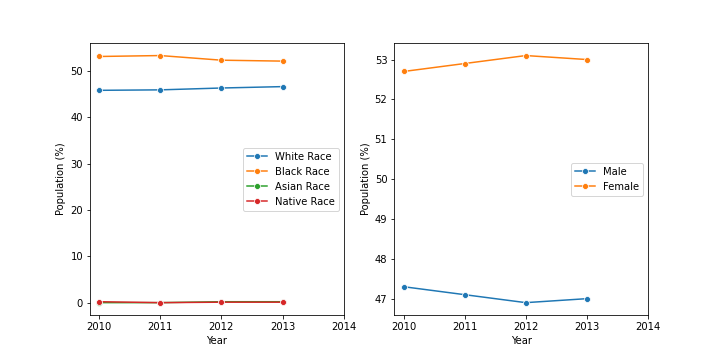 50
40
30
20
10
0
Population (%)
2010 2011 2012 2013 2014
Year
White Race
Black Race
Asian Race
Native Race
53
52
51
50
49
48
47
Population (%)
2010 2011 2012 2013 2014
Year
Male
Female